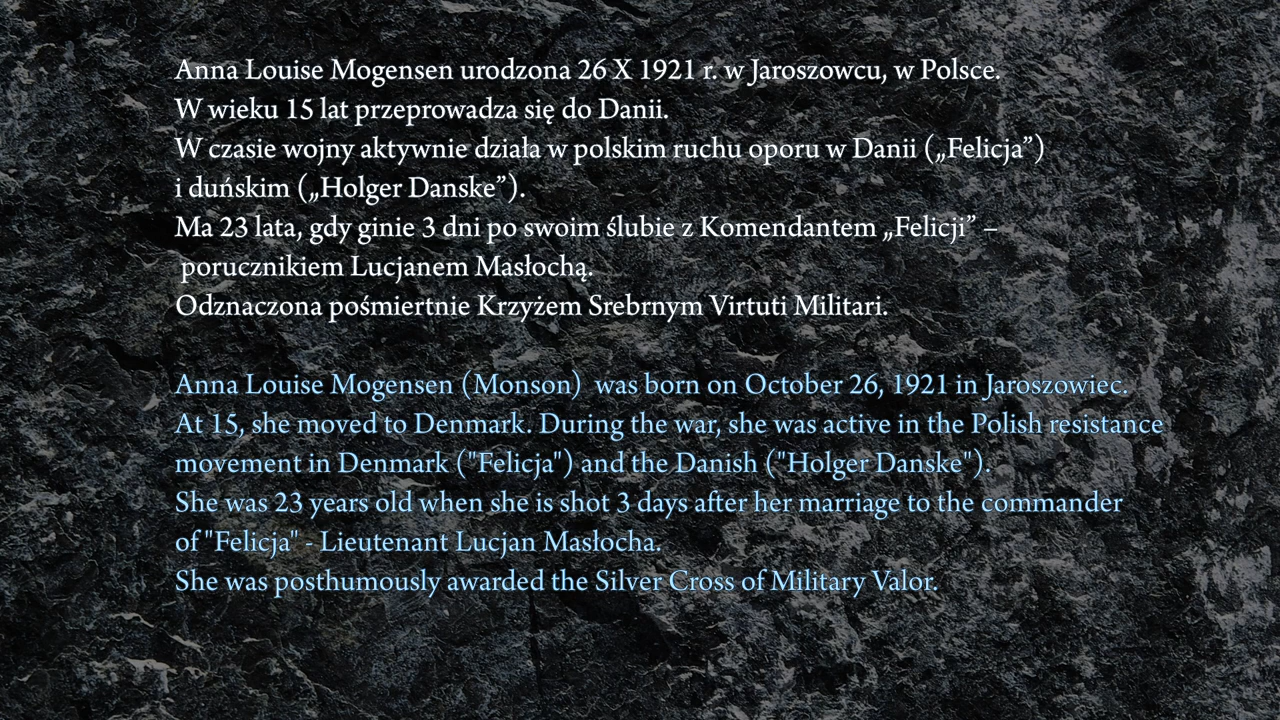 Anna Louise Mogensen urodzona 26 X 1921 r. w Jaroszowcu, w Polsce.
W wieku 15 lat przeprowadza się do Danii.
W czasie wojny aktywnie działa w polskim ruchu oporu w Danii („Felicja”)
i duńskim („Holger Danske”).
Ma 23 lata, gdy ginie 3 dni po swoim ślubie z Komendantem „Felicji” –
porucznikiem Lucjanem Masłochą.
Odznaczona pośmiertnie Krzyżem Srebrnym Virtuti Militari.
Anna Louise Mogensen (Monson) was born on October 26, 1921 in Jaroszowiec.
At 15, she moved to Denmark. During the war, she was active in the Polish resistance
movement in Denmark ("Felicja") and the Danish ("Holger Danske").
She was 23 years old when she is shot 3 days after her marriage to the commander
of "Felicja" - Lieutenant Lucjan Masłocha.
She was posthumously awarded the Silver Cross of Military Valor.